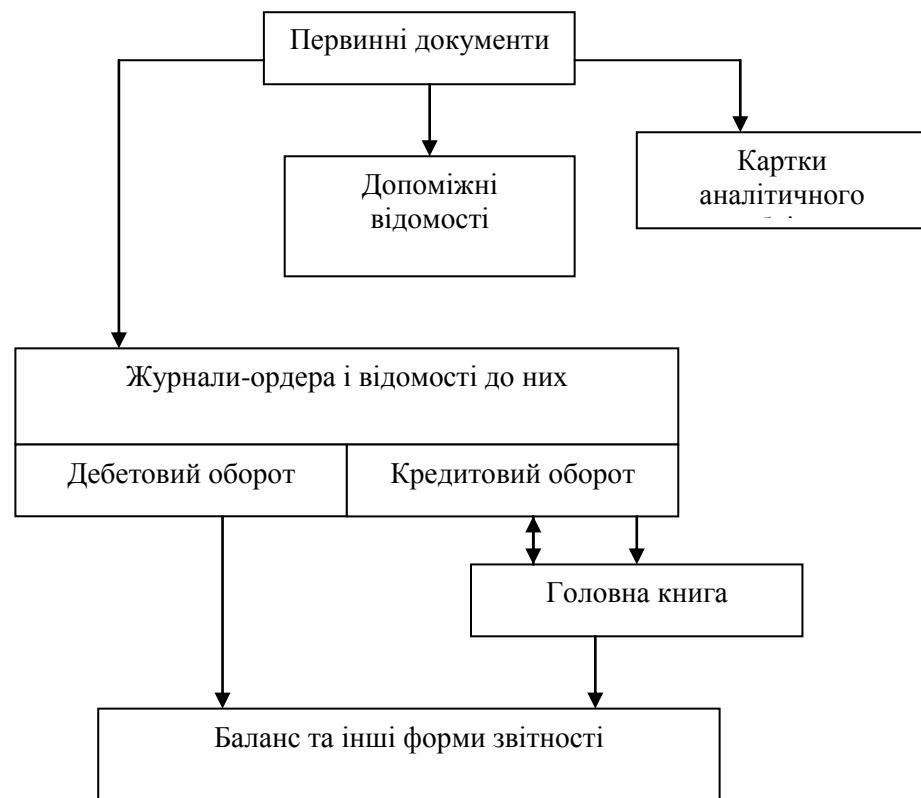 Первинні документи
Допоміжні
відомості
Картки
аналітичного
Журнали-ордера і відомості до них
Дебетовий оборот
Кредитовий оборот
Головна книга
Баланс та інші форми звітності